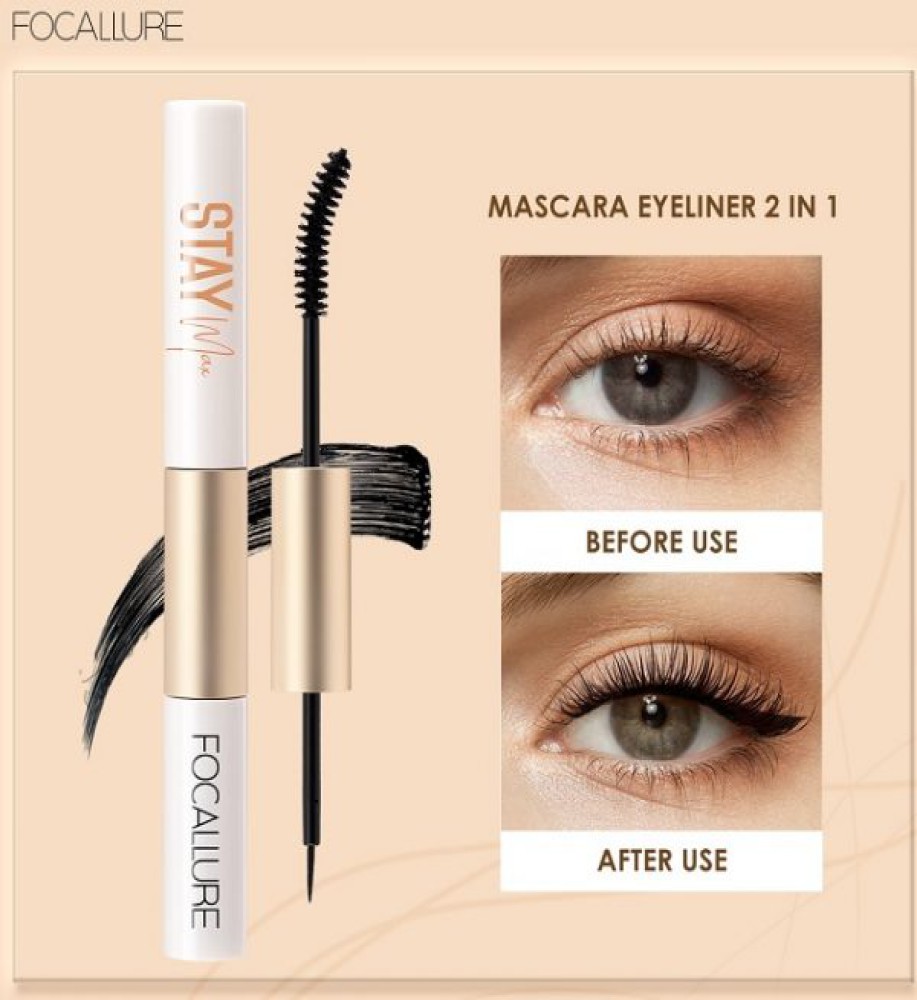 FOCALLURE
STAY
Max
FOCALLURE
MASCARA EYELINER 2 IN 1
BEFORE USE
AFTER USE